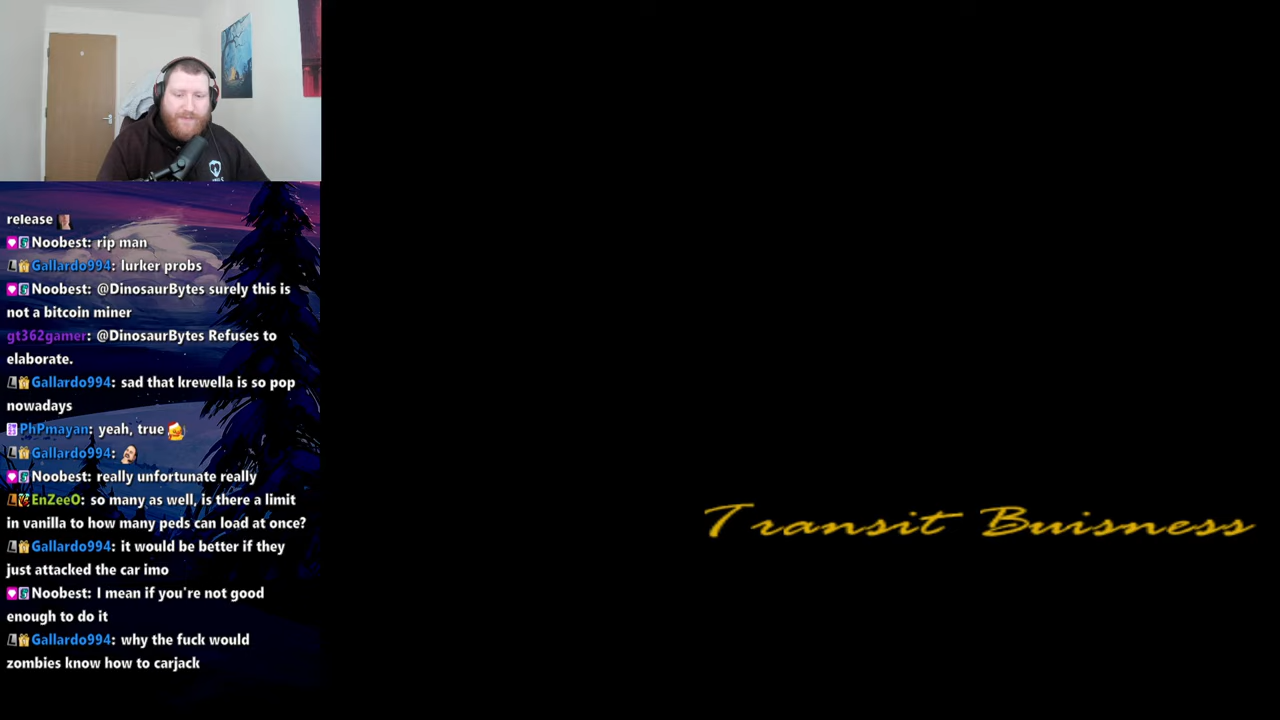 release
Noobest: rip man
Gallardo994: lurker probs
Noobest: @DinosaurBytes surely this is
not a bitcoin miner
gt362gamer: @DinosaurBytes Refuses to
elaborate.
Gallardo994: sad that krewella is so pop
nowadays
PhPmayan: yeah, true
Gallardo994:
Noobest: really unfortunate really
EnZeeO: so many as well, is there a limit
in vanilla to how many peds can load at once?
Gallardo994: it would be better if they
just attacked the car imo
Noobest: I mean if you're not good
enough to do it
Gallardo994: why the fuck would
zombies know how to carjack
Transit Buisness